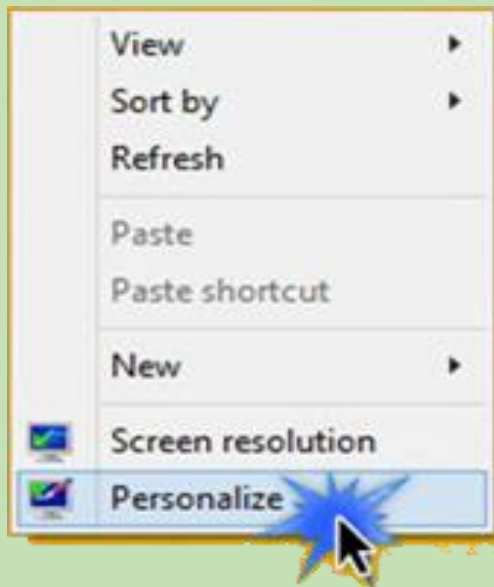 View
Sort by
Refresh
Paste
Paste shortcut
New
Screen resolution
Personalize